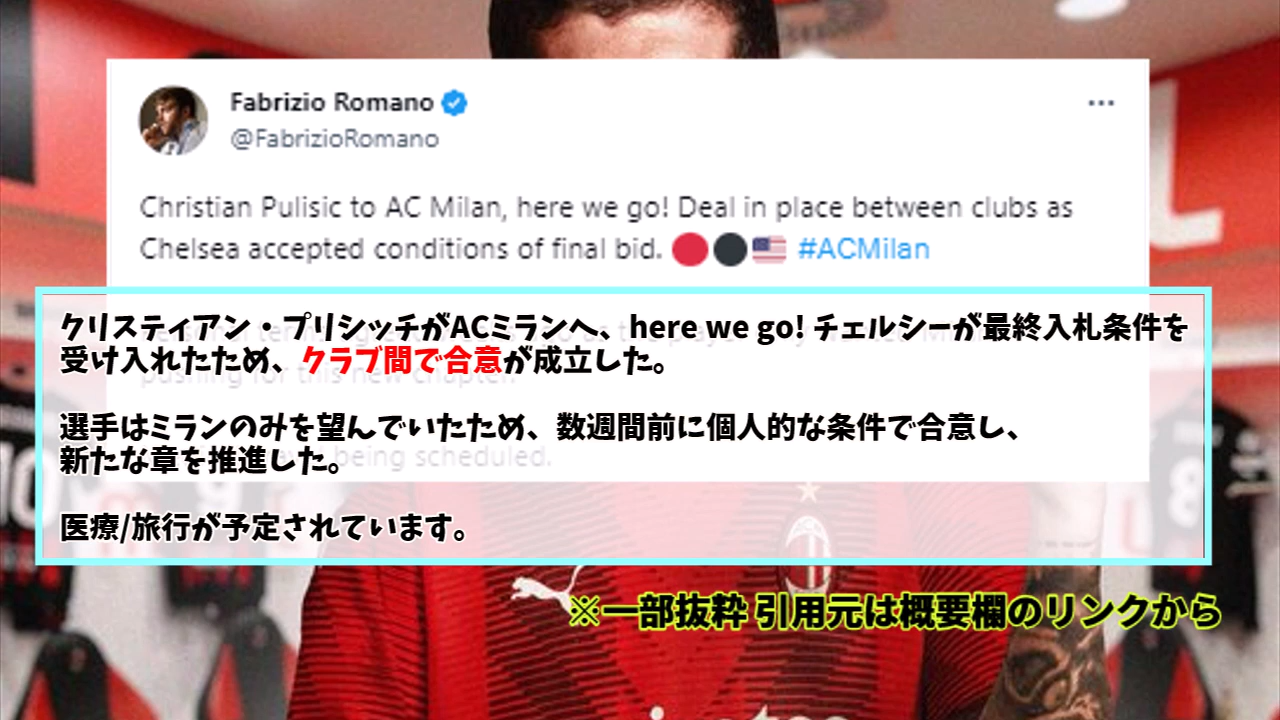 Fabrizio Romano
@FabrizioRomano
Christian Pulisic to AC Milan, here we go! Deal in place between clubs as
Chelsea accepted conditions of final bid. #ACMilan
クリスティアン・プリシッチがACミランへ、here we go! チェルシーが最終入札条件を
受け入れたため、クラブ間で合意が成立した。
pushing for this new chapter.
選手はミランのみを望んでいたため、数週間前に個人的な条件で合意し、
新たな章を推進した。
being scheduled.
医療/旅行が予定されています。
※一部抜粋 引用元は概要欄のリンクから